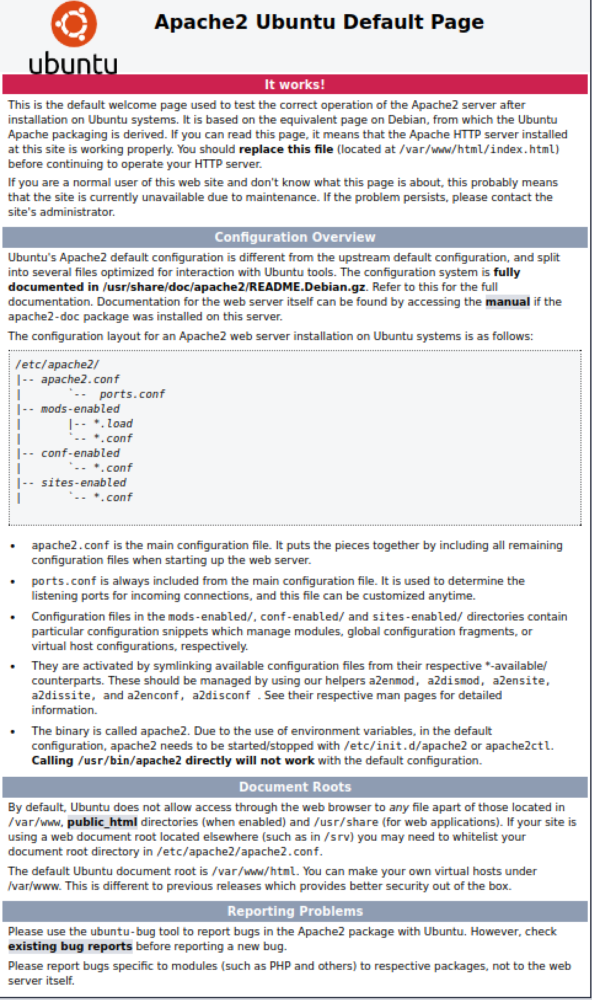 ubuntu
Apache2 Ubuntu Default Page
It works!
This is the default welcome page used to test the correct operation of the Apache2 server after
installation on Ubuntu systems. It is based on the equivalent page on Debian, from which the Ubuntu
Apache packaging is derived. If you can read this page, it means that the Apache HTTP server installed
at this site is working properly. You should replace this file (located at /var/www/html/index.html)
before continuing to operate your HTTP server.
If you are a normal user of this web site and don't know what this page is about, this probably means
that the site is currently unavailable due to maintenance. If the problem persists, please contact the
site's administrator.
Configuration Overview
Ubuntu's Apache2 default configuration is different from the upstream default configuration, and split
into several files optimized for interaction with Ubuntu tools. The configuration system is fully
documented in /usr/share/doc/apache2/README.Debian.gz. Refer to this for the full
documentation. Documentation for the web server itself can be found by accessing the manual if the
apache2-doc package was installed on this server.
The configuration layout for an Apache2 web server installation on Ubuntu systems is as follows:
/etc/apache2/
|-- apache2.conf
|       `--  ports.conf
|-- mods-enabled
|       |-- *.load
|       `-- *.conf
|-- conf-enabled
|       `-- *.conf
|-- sites-enabled
|       `-- *.conf
• apache2.conf is the main configuration file. It puts the pieces together by including all remaining
configuration files when starting up the web server.
• ports.conf is always included from the main configuration file. It is used to determine the
listening ports for incoming connections, and this file can be customized anytime.
• Configuration files in the mods-enabled/, conf-enabled/ and sites-enabled/ directories contain
particular configuration snippets which manage modules, global configuration fragments, or
virtual host configurations, respectively.
• They are activated by symlinking available configuration files from their respective *-available/
counterparts. These should be managed by using our helpers a2enmod, a2dismod, a2ensite,
a2dissite, and a2enconf, a2disconf . See their respective man pages for detailed
information.
• The binary is called apache2. Due to the use of environment variables, in the default
configuration, apache2 needs to be started/stopped with /etc/init.d/apache2 or apache2ctl.
Calling /usr/bin/apache2 directly will not work with the default configuration.
Document Roots
By default, Ubuntu does not allow access through the web browser to any file apart of those located in
/var/www, public_html directories (when enabled) and /usr/share (for web applications). If your site is
using a web document root located elsewhere (such as in /srv) you may need to whitelist your
document root directory in /etc/apache2/apache2.conf.
The default Ubuntu document root is /var/www/html. You can make your own virtual hosts under
/var/www. This is different to previous releases which provides better security out of the box.
Reporting Problems
Please use the ubuntu-bug tool to report bugs in the Apache2 package with Ubuntu. However, check
existing bug reports before reporting a new bug.
Please report bugs specific to modules (such as PHP and others) to respective packages, not to the web
server itself.